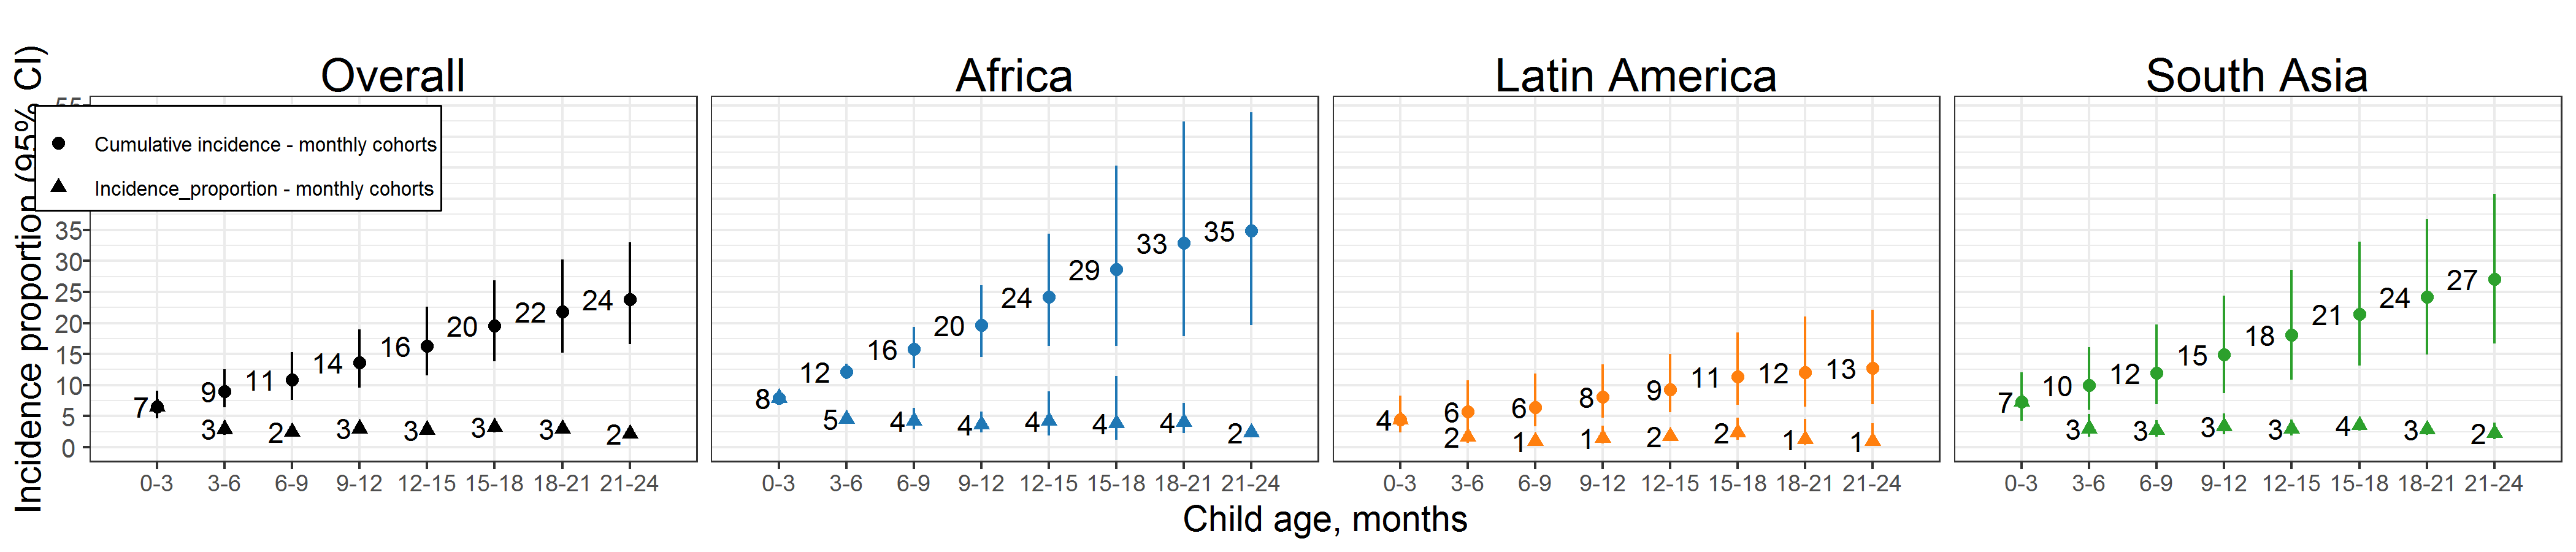 Overall
Africa
Latin America
South Asia
Incidence proportion (95% CI)
55
35
30
25
20
15
10
5
0
Cumulative incidence - monthly cohorts
Incidence_proportion - monthly cohorts
7 9 11 14 16 20 22 24
3 2 3 3 3 3 2
8 12 16 20 24 29 33 35
5 4 4 4 4 4 2
4 6 6 8 9 11 12 13
2 1 1 2 2 1 1
7 10 12 15 18 21 24 27
3 3 3 3 4 3 2
0-3 3-6 6-9 9-12 12-15 15-18 18-21 21-24
0-3 3-6 6-9 9-12 12-15 15-18 18-21 21-24
0-3 3-6 6-9 9-12 12-15 15-18 18-21 21-24
0-3 3-6 6-9 9-12 12-15 15-18 18-21 21-24
Child age, months